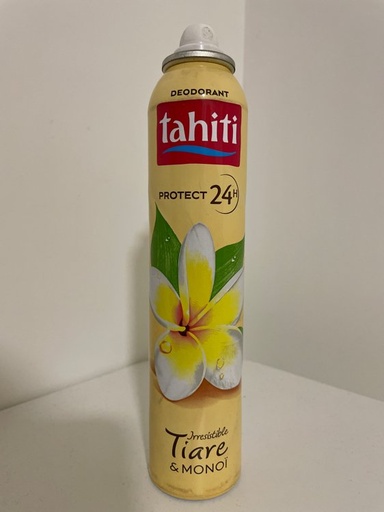 DEODORANT
tahiti
PROTECT 24H
Irresistible
Tiare
& MONOÏ